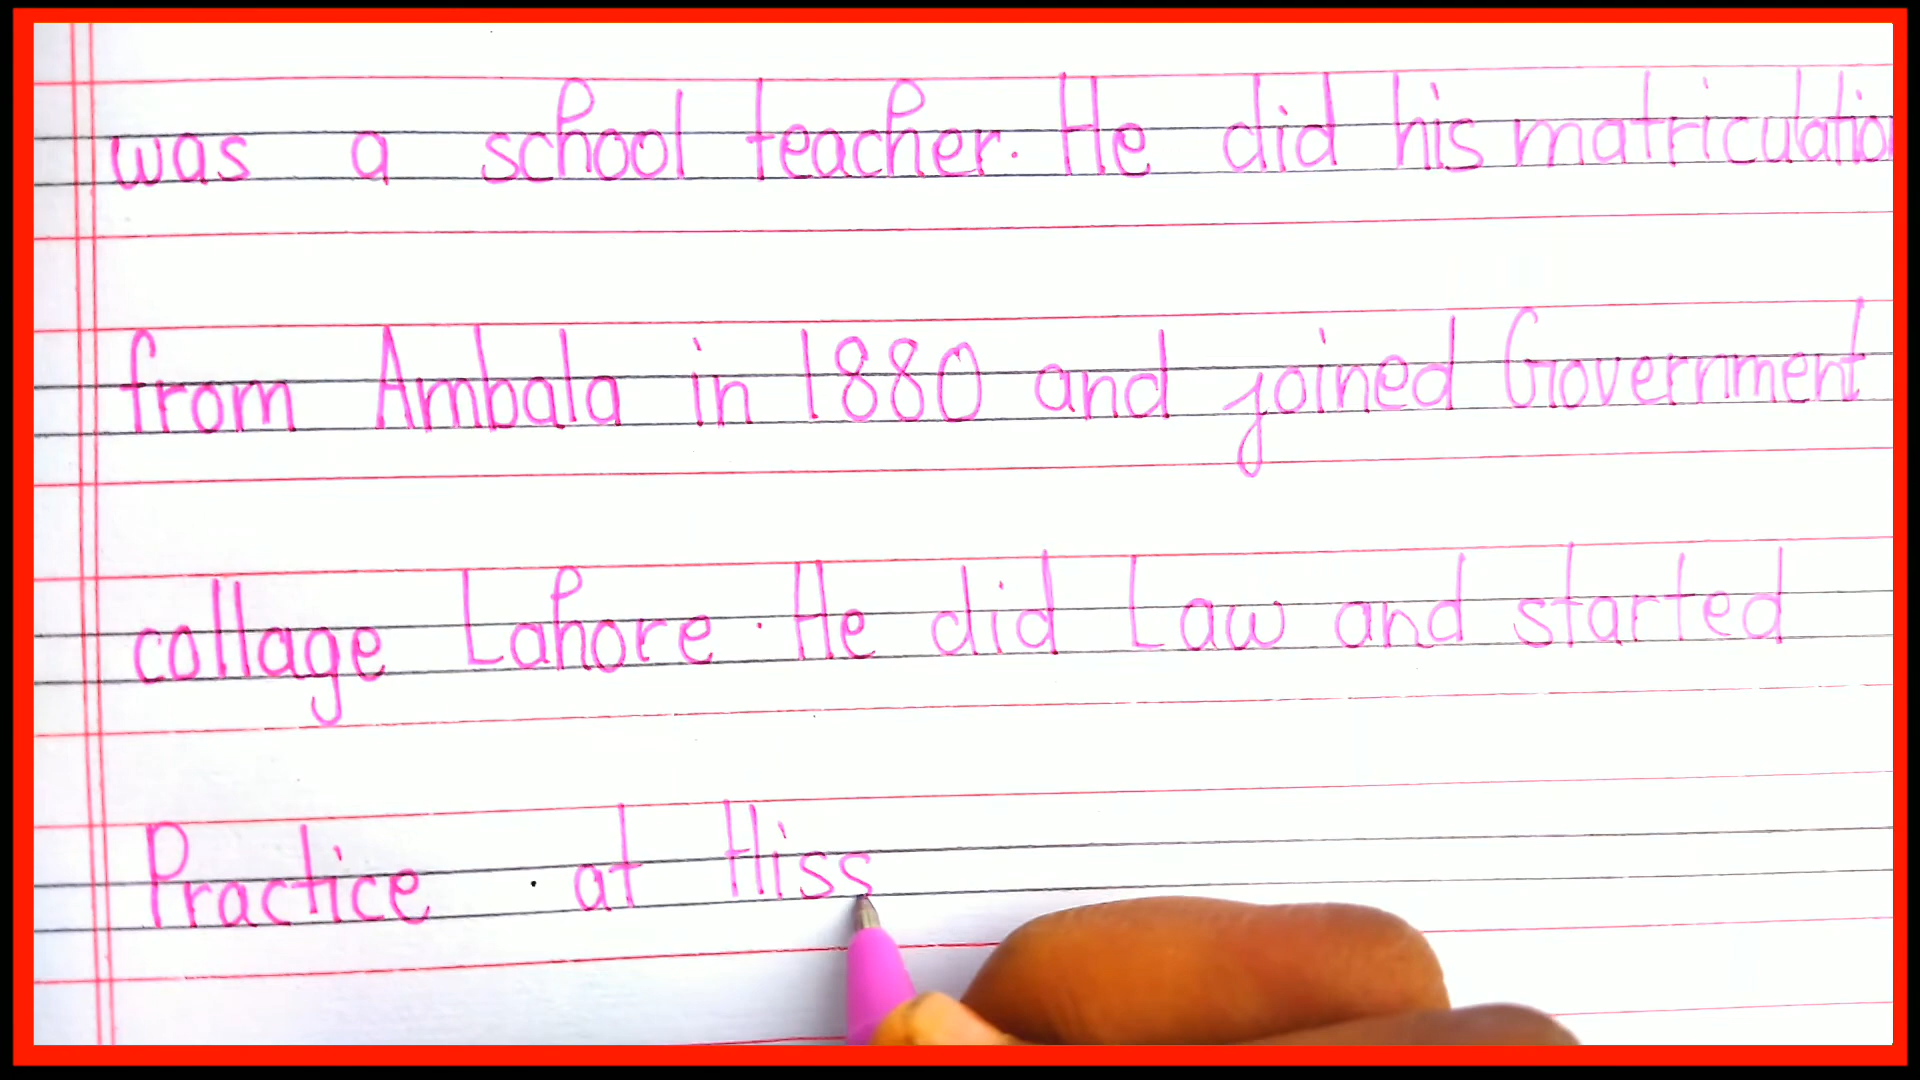 was a school teacher. He did his matriculation
from Ambala in 1880 and joined Government
collage Lahore. He did Law and started
Practice at Hiss